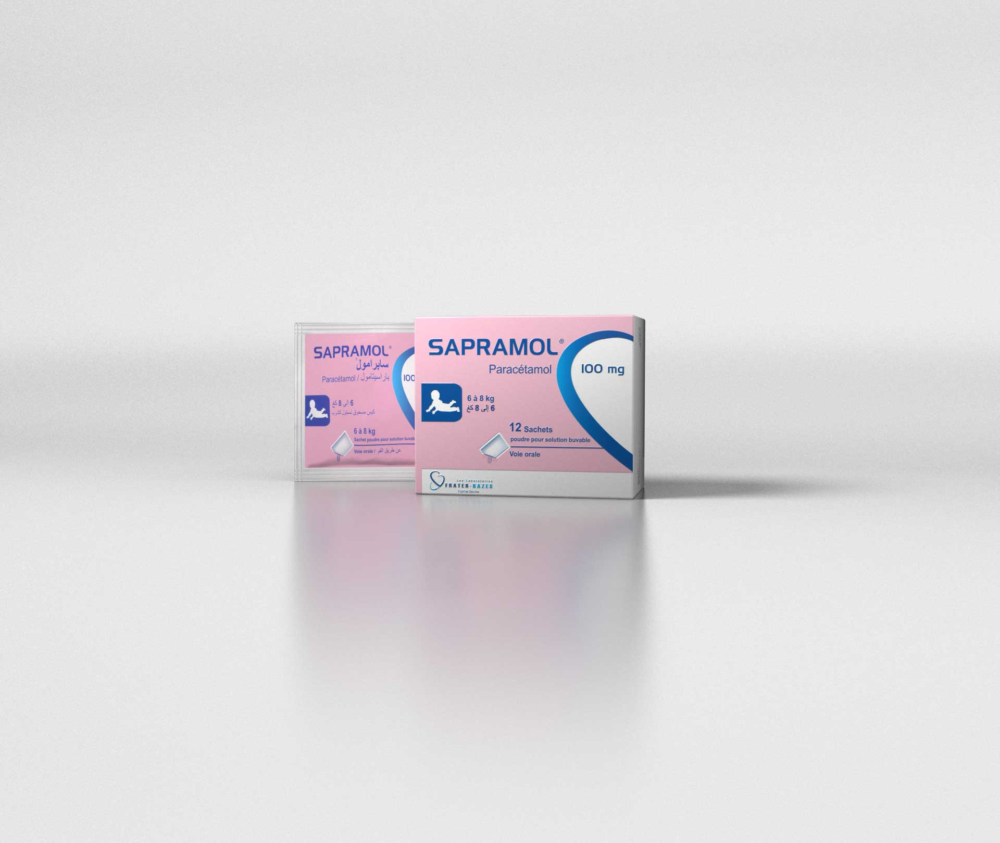 SAPRAMOL®
سابرامول
Paracétamol / باراسيتامول
100
6 إلى 8 كغ
كيس مسحوق لمحلول للشرب
6 à 8 kg
Sachet poudre pour solution buvab
Voie orale / عن طريق الفم
SAPRAMOL®
Paracétamol
100 mg
6 à 8 kg
6 إلى 8 كغ
12 Sachets
poudre pour solution buvable
Voie orale
Les Laboratoires
FRATER-RAZES
Forme Sèche